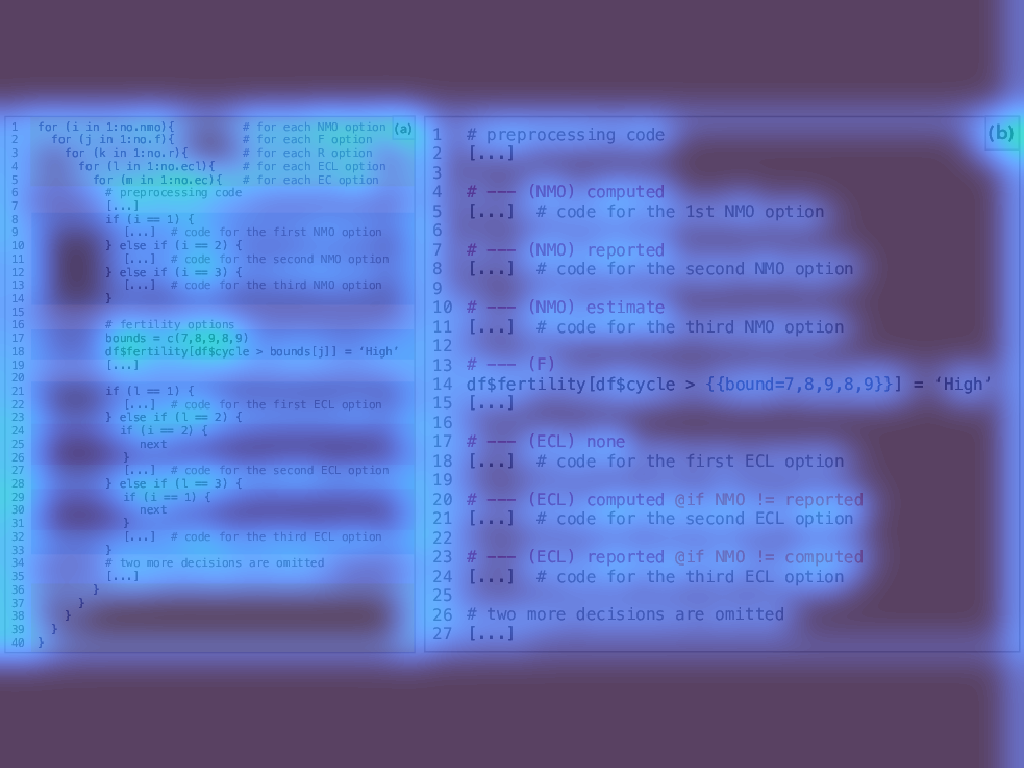 (a)
1 for (i in 1:no.nmo){ # for each NMO option
2 for (j in 1:no.f){ # for each F option
3 for (k in 1:no.r){ # for each R option
4 for (l in 1:no.ecl){ # for each ECL option
5 for (m in 1:no.ec){ # for each EC option
6 # preprocessing code
7 [...]
8 if (i == 1) {
9 [...] # code for the first NMO option
10 } else if (i == 2) {
11 [...] # code for the second NMO option
12 } else if (i == 3) {
13 [...] # code for the third NMO option
14 }
15
16 # fertility options
17 bounds = c(7,8,9,8,9)
18 df$fertility[df$cycle > bounds[j]] = ‘High’
19 [...]
20
21 if (l == 1) {
22 [...] # code for the first ECL option
23 } else if (l == 2) {
24 if (i == 2) {
25 next
26 }
27 [...] # code for the second ECL option
28 } else if (l == 3) {
29 if (i == 1) {
30 next
31 }
32 [...] # code for the third ECL option
33 }
34 # two more decisions are omitted
35 [...]
36 }
37 }
38 }
39 }
40 }
(b)
1 # preprocessing code
2 [...]
3
4 # --- (NMO) computed
5 [...] # code for the 1st NMO option
6
7 # --- (NMO) reported
8 [...] # code for the second NMO option
9
10 # --- (NMO) estimate
11 [...] # code for the third NMO option
12
13 # --- (F)
14 df$fertility[df$cycle > {{bound=7,8,9,8,9}}] = ‘High’
15 [...]
16
17 # --- (ECL) none
18 [...] # code for the first ECL option
19
20 # --- (ECL) computed @if NMO != reported
21 [...] # code for the second ECL option
22
23 # --- (ECL) reported @if NMO != computed
24 [...] # code for the third ECL option
25
26 # two more decisions are omitted
27 [...]